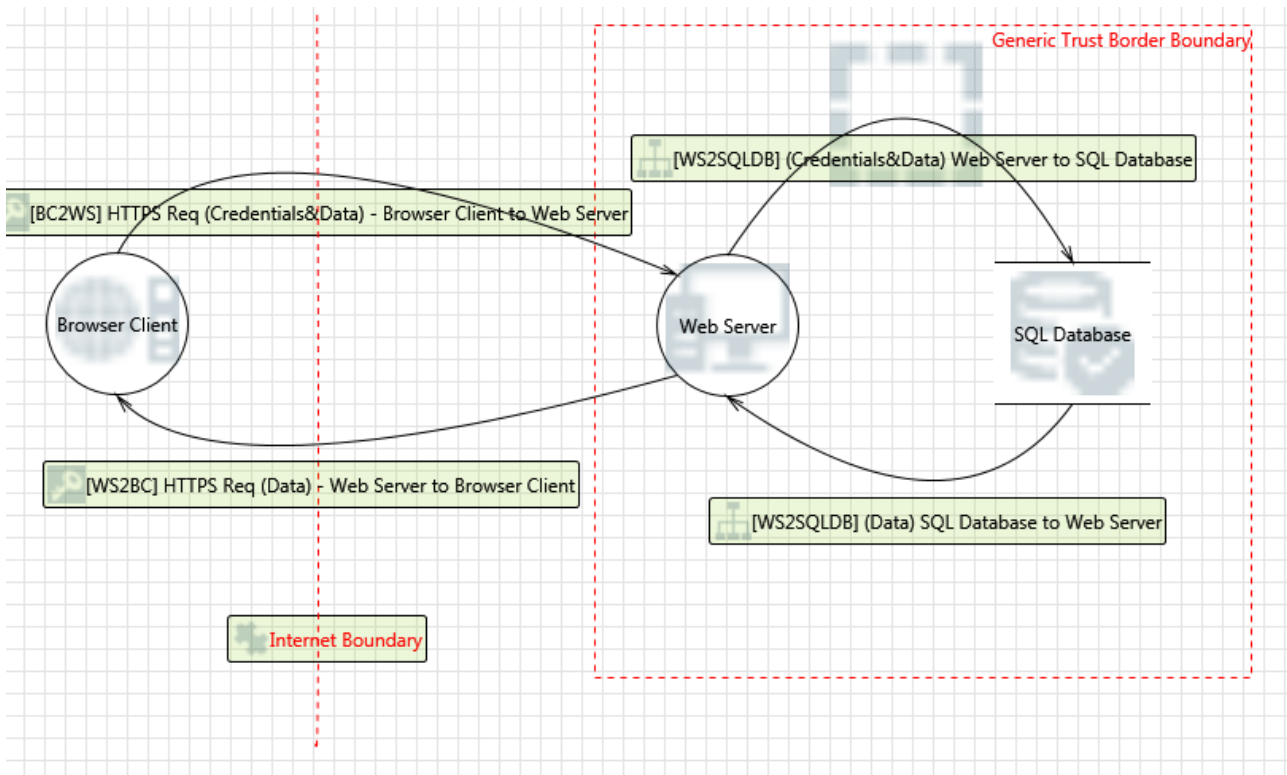 Generic Trust Border Boundary
[WS2SQLDB] (Credentials&Data) Web Server to SQL Database
[BC2WS] HTTPS Req (Credentials&Data) - Browser Client to Web Server
Browser Client
Web Server
SQL Database
[WS2BC] HTTPS Req (Data) - Web Server to Browser Client
[WS2SQLDB] (Data) SQL Database to Web Server
Internet Boundary